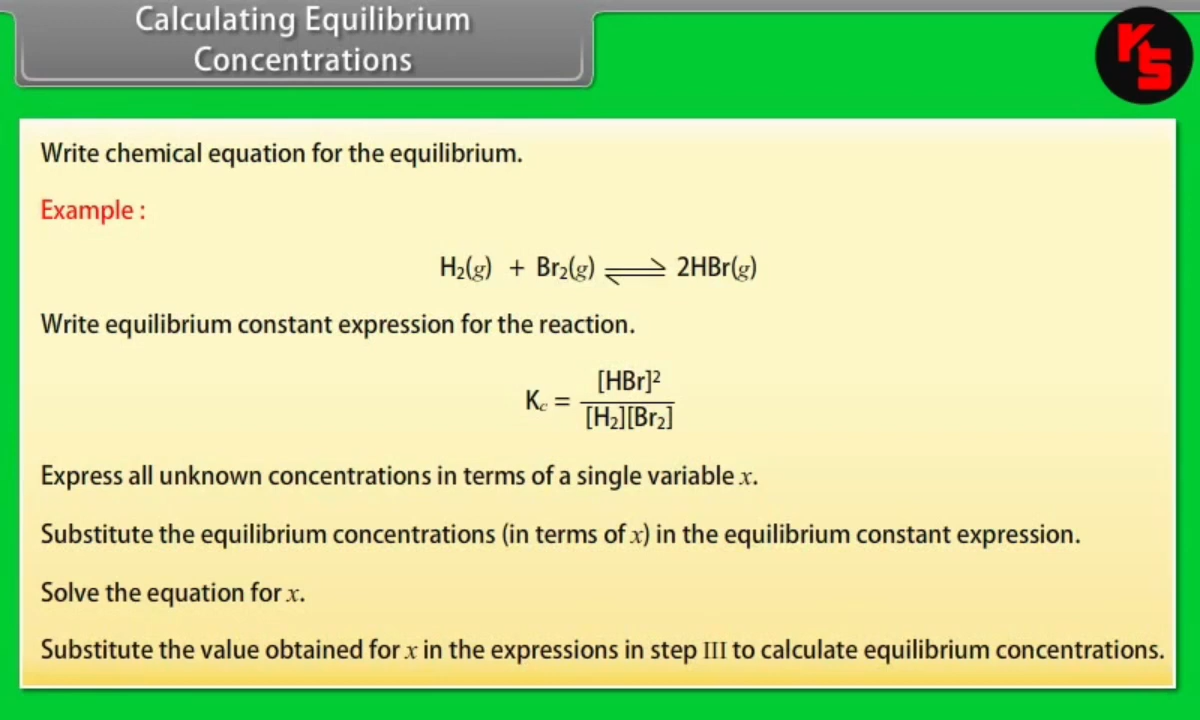 Calculating Equilibrium
Concentrations
rs
Write chemical equation for the equilibrium.
Example :
H₂(g) + Br₂(g) ⇌ 2HBr(g)
Write equilibrium constant expression for the reaction.
K𝑐 = [HBr]² / [H₂][Br₂]
Express all unknown concentrations in terms of a single variable x.
Substitute the equilibrium concentrations (in terms of x) in the equilibrium constant expression.
Solve the equation for x.
Substitute the value obtained for x in the expressions in step III to calculate equilibrium concentrations.